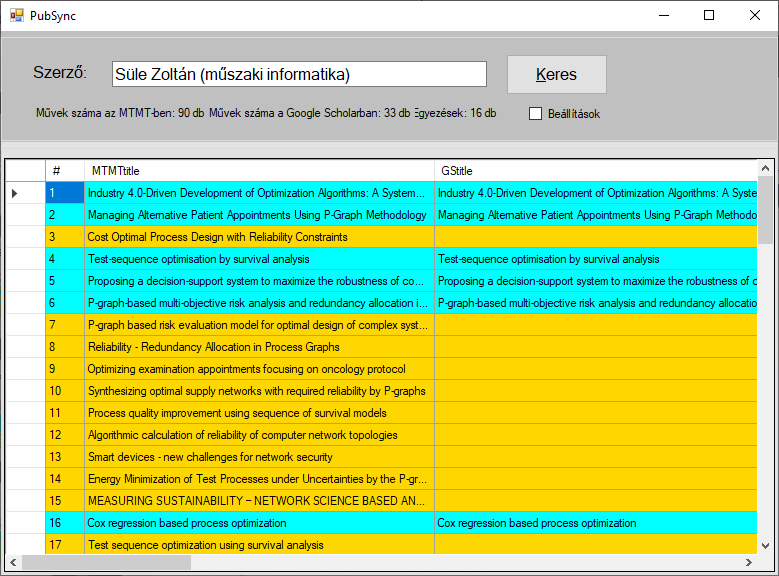 PubSync
Szerző: Süle Zoltán (műszaki informatika) Keres
Művek száma az MTMT-ben: 90 db Művek száma a Google Scholarban: 33 db Egyezések: 16 db Beállítások
# MTMTtitle GStitle
1 Industry 4.0-Driven Development of Optimization Algorithms: A System... Industry 4.0-Driven Development of Optimization Algorithms: A Syste
2 Managing Alternative Patient Appointments Using P-Graph Methodology Managing Alternative Patient Appointments Using P-Graph Methodo
3 Cost Optimal Process Design with Reliability Constraints
4 Test-sequence optimisation by survival analysis Test-sequence optimisation by survival analysis
5 Proposing a decision-support system to maximize the robustness of co... Proposing a decision-support system to maximize the robustness of c
6 P-graph-based multi-objective risk analysis and redundancy allocation i... P-graph-based multi-objective risk analysis and redundancy allocatio
7 P-graph based risk evaluation model for optimal design of complex syst...
8 Reliability - Redundancy Allocation in Process Graphs
9 Optimizing examination appointments focusing on oncology protocol
10 Synthesizing optimal supply networks with required reliability by P-graphs
11 Process quality improvement using sequence of survival models
12 Algorithmic calculation of reliability of computer network topologies
13 Smart devices - new challenges for network security
14 Energy Minimization of Test Processes under Uncertainties by the P-gr...
15 MEASURING SUSTAINABILITY – NETWORK SCIENCE BASED AN...
16 Cox regression based process optimization Cox regression based process optimization
17 Test sequence optimization using survival analysis